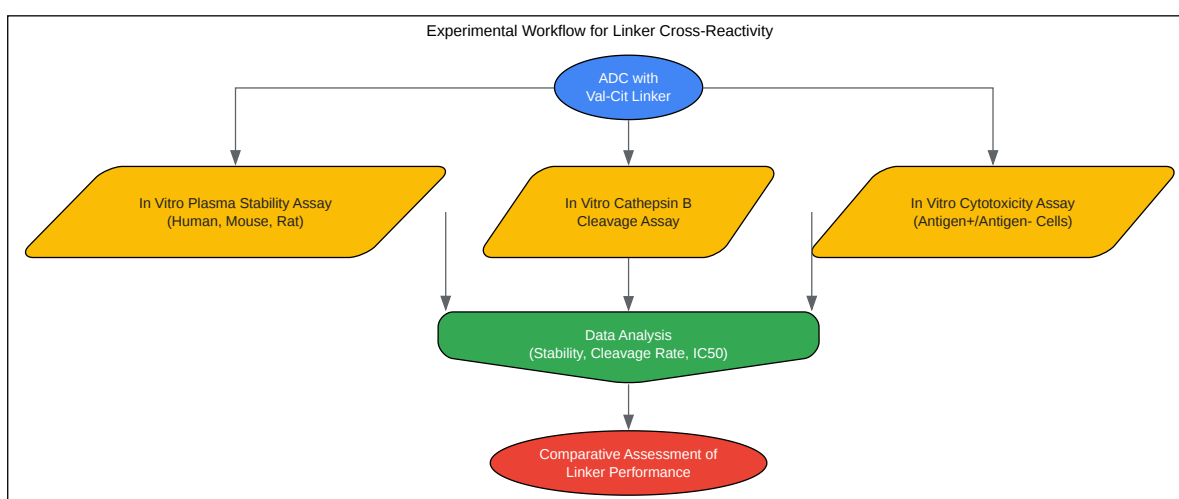 Experimental Workflow for Linker Cross-Reactivity
ADC with
Val-Cit Linker
In Vitro Plasma Stability Assay
(Human, Mouse, Rat)
In Vitro Cathepsin B
Cleavage Assay
In Vitro Cytotoxicity Assay
(Antigen+/Antigen- Cells)
Data Analysis
(Stability, Cleavage Rate, IC50)
Comparative Assessment of
Linker Performance